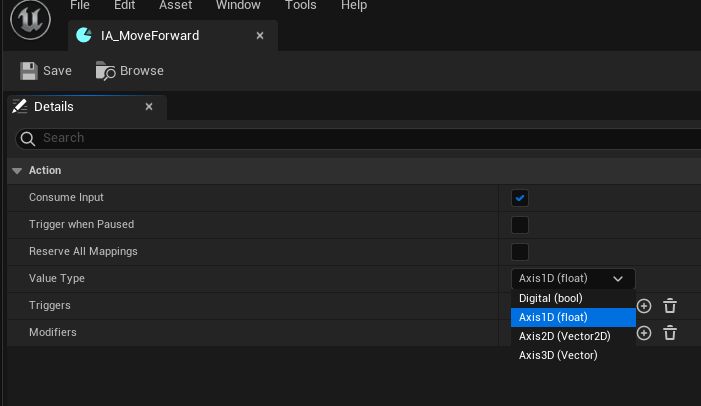 File Edit Asset Window Tools Help
IA_MoveForward
Save Browse
Details
Search
Action
Consume Input
Trigger when Paused
Reserve All Mappings
Value Type Axis1D (float)
Digital (bool)
Triggers
Axis1D (float)
Modifiers
Axis2D (Vector2D)
Axis3D (Vector)